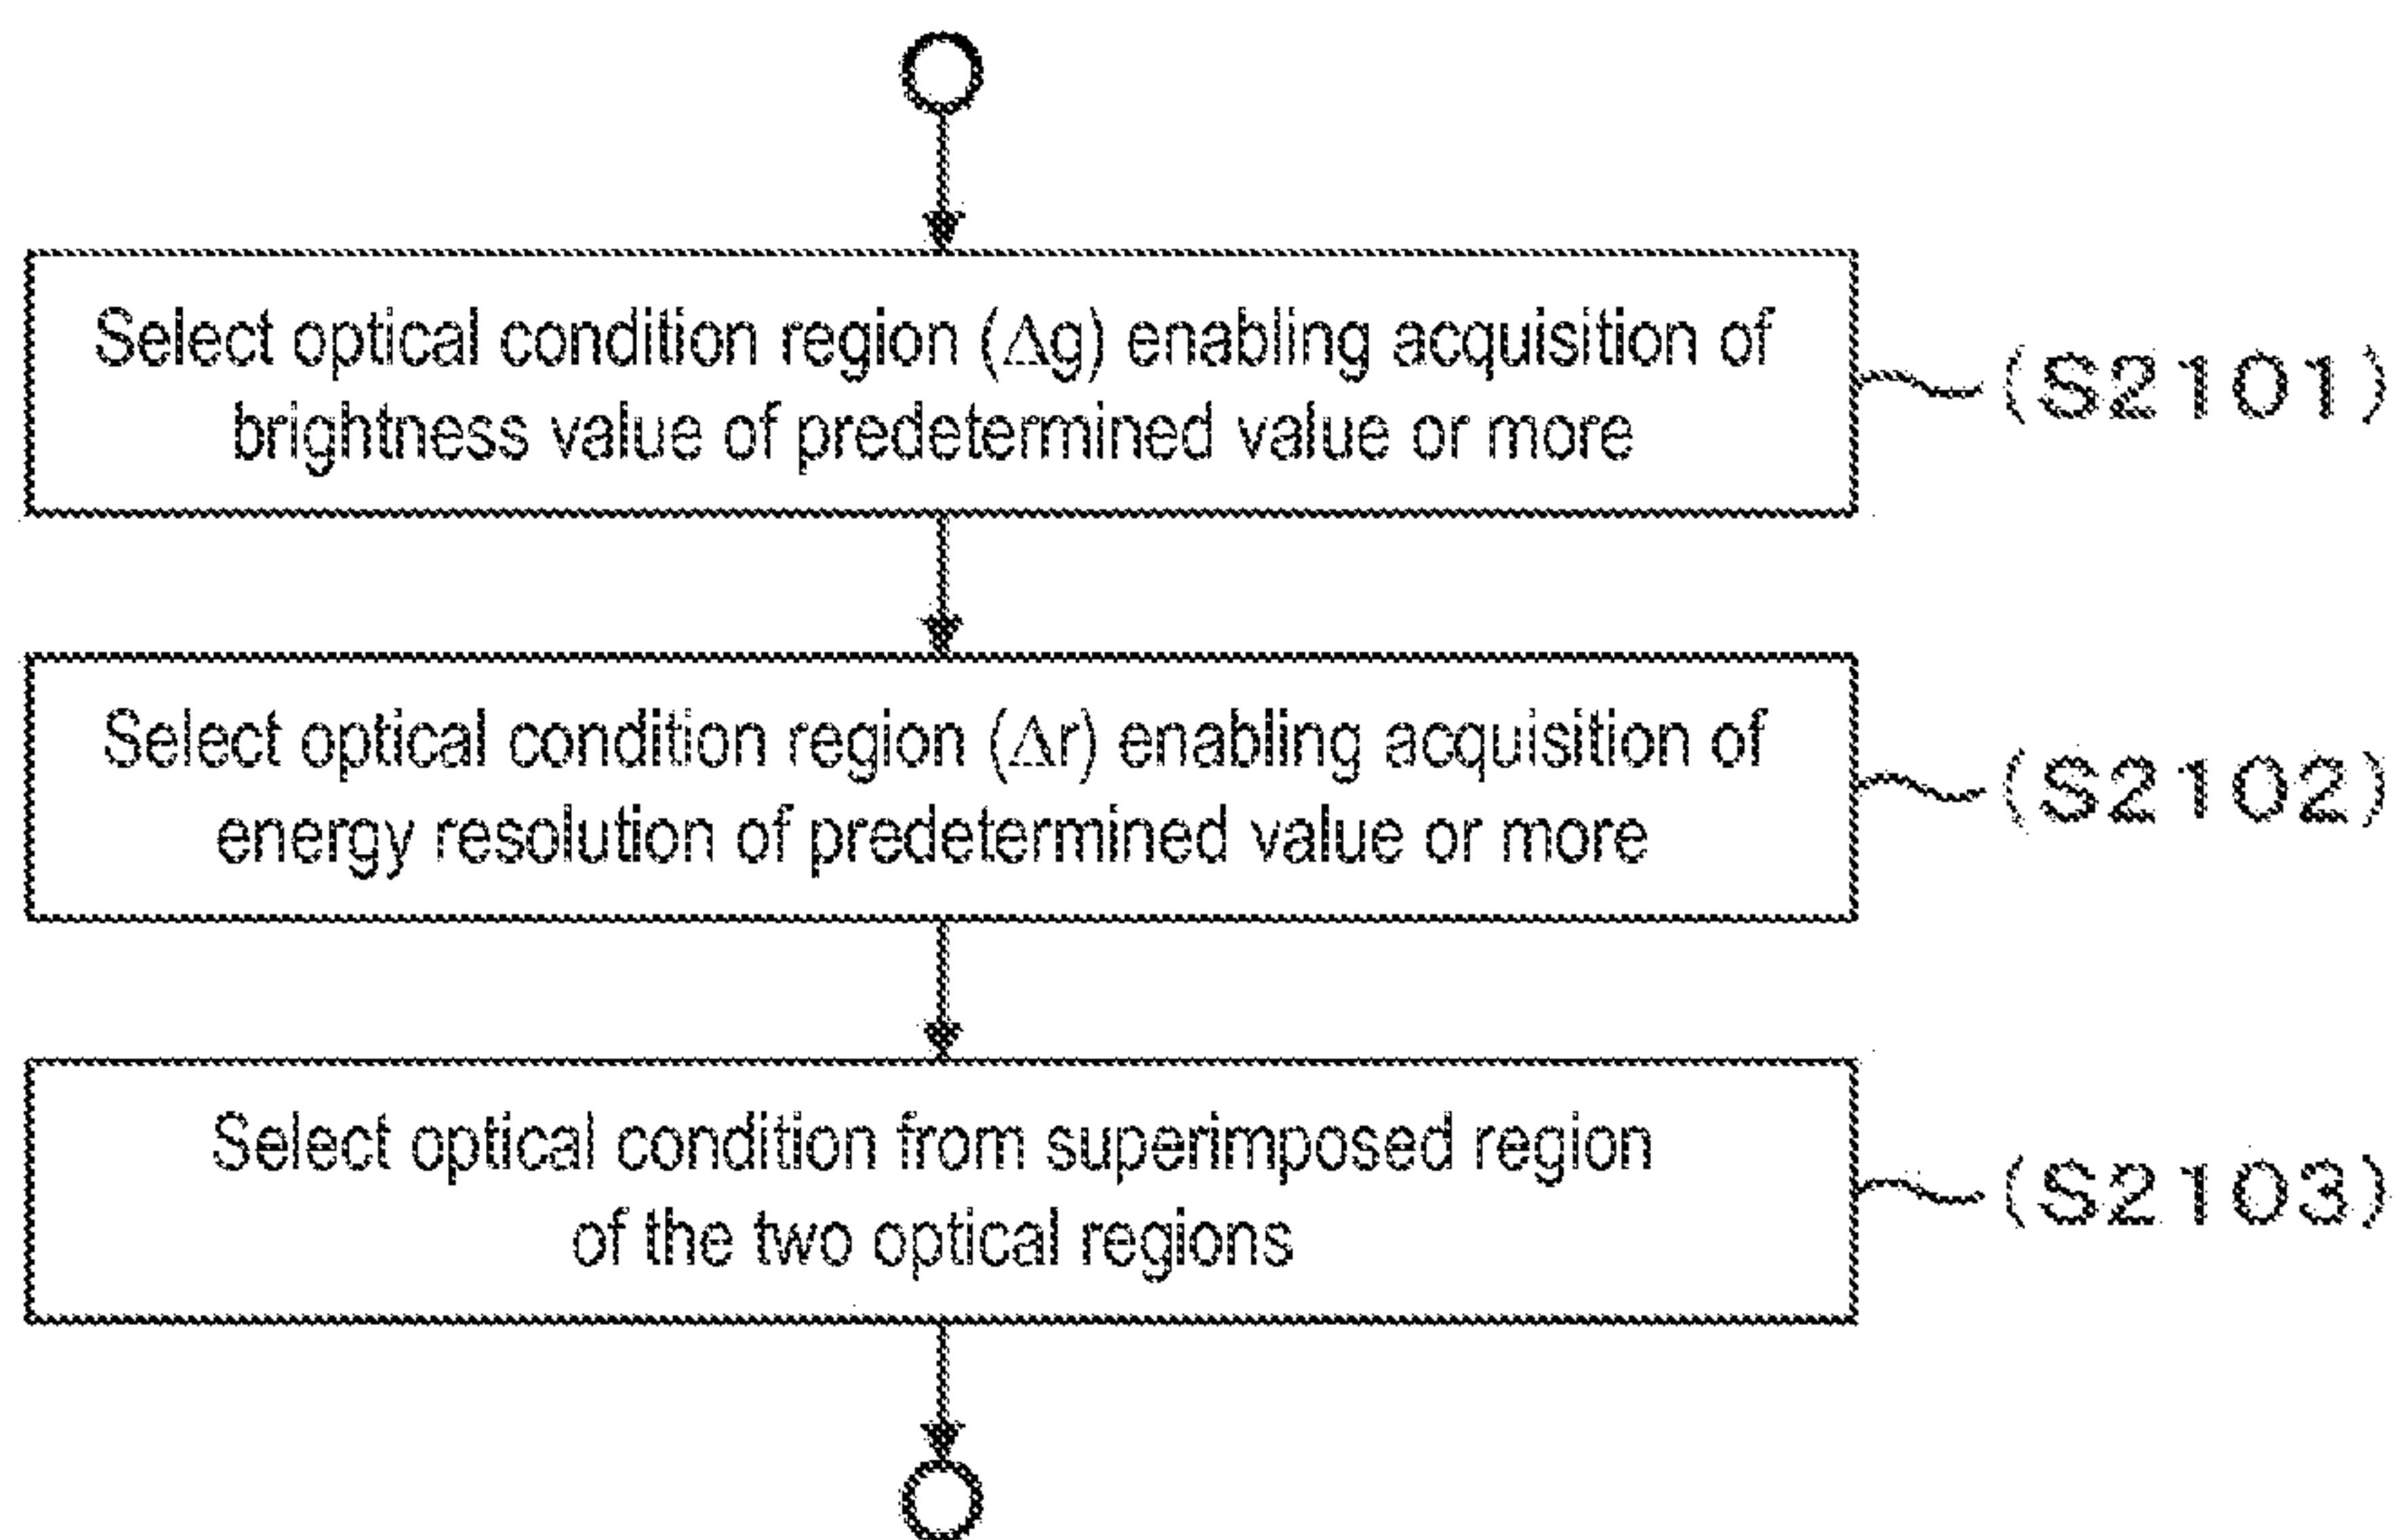 Select optical condition region (Δg) enabling acquisition of
brightness value of predetermined value or more
(S2101)
Select optical condition region (Δr) enabling acquisition of
energy resolution of predetermined value or more
(S2102)
Select optical condition from superimposed region
of the two optical regions
(S2103)